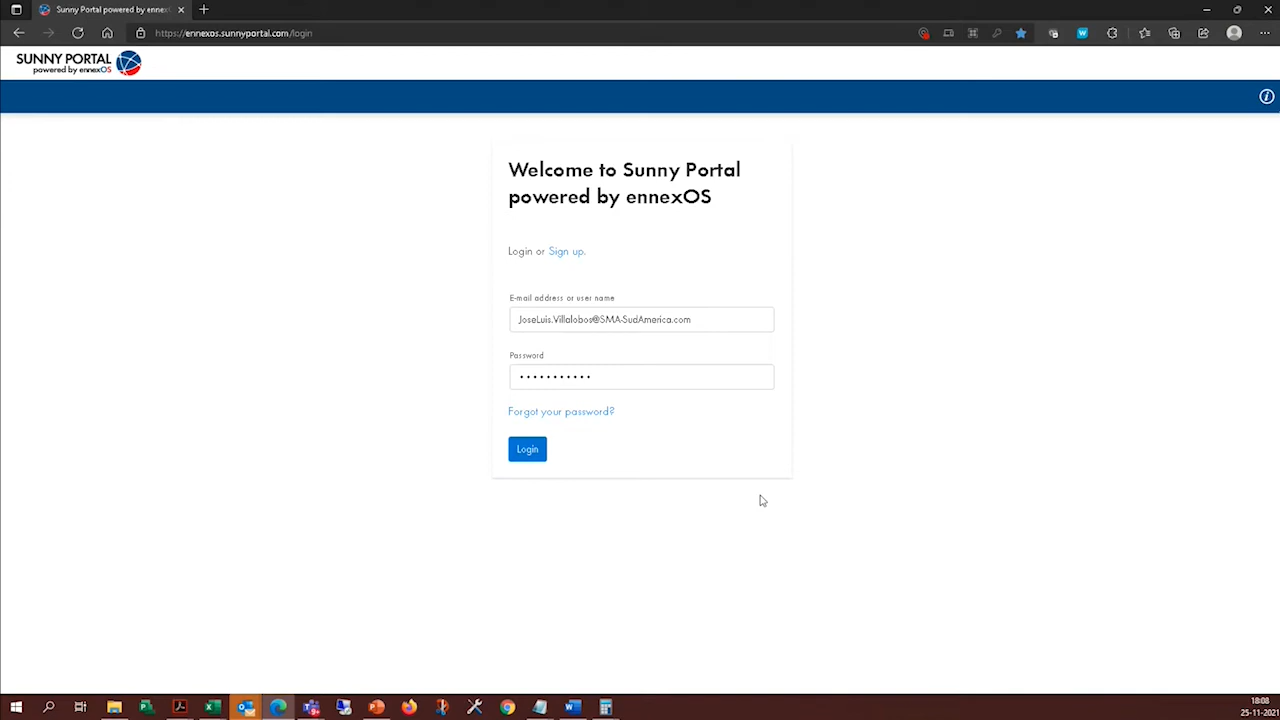 Sunny Portal powered by ennex
https://ennexos.sunnyportal.com/login
SUNNY PORTAL
powered by ennexOS
Welcome to Sunny Portal
powered by ennexOS
Login or Sign up.
E-mail address or user name
JoseLuis.Villalobos@SMA-SudAmerica.com
Password
Forgot your password?
Login
18:08
25-11-2021